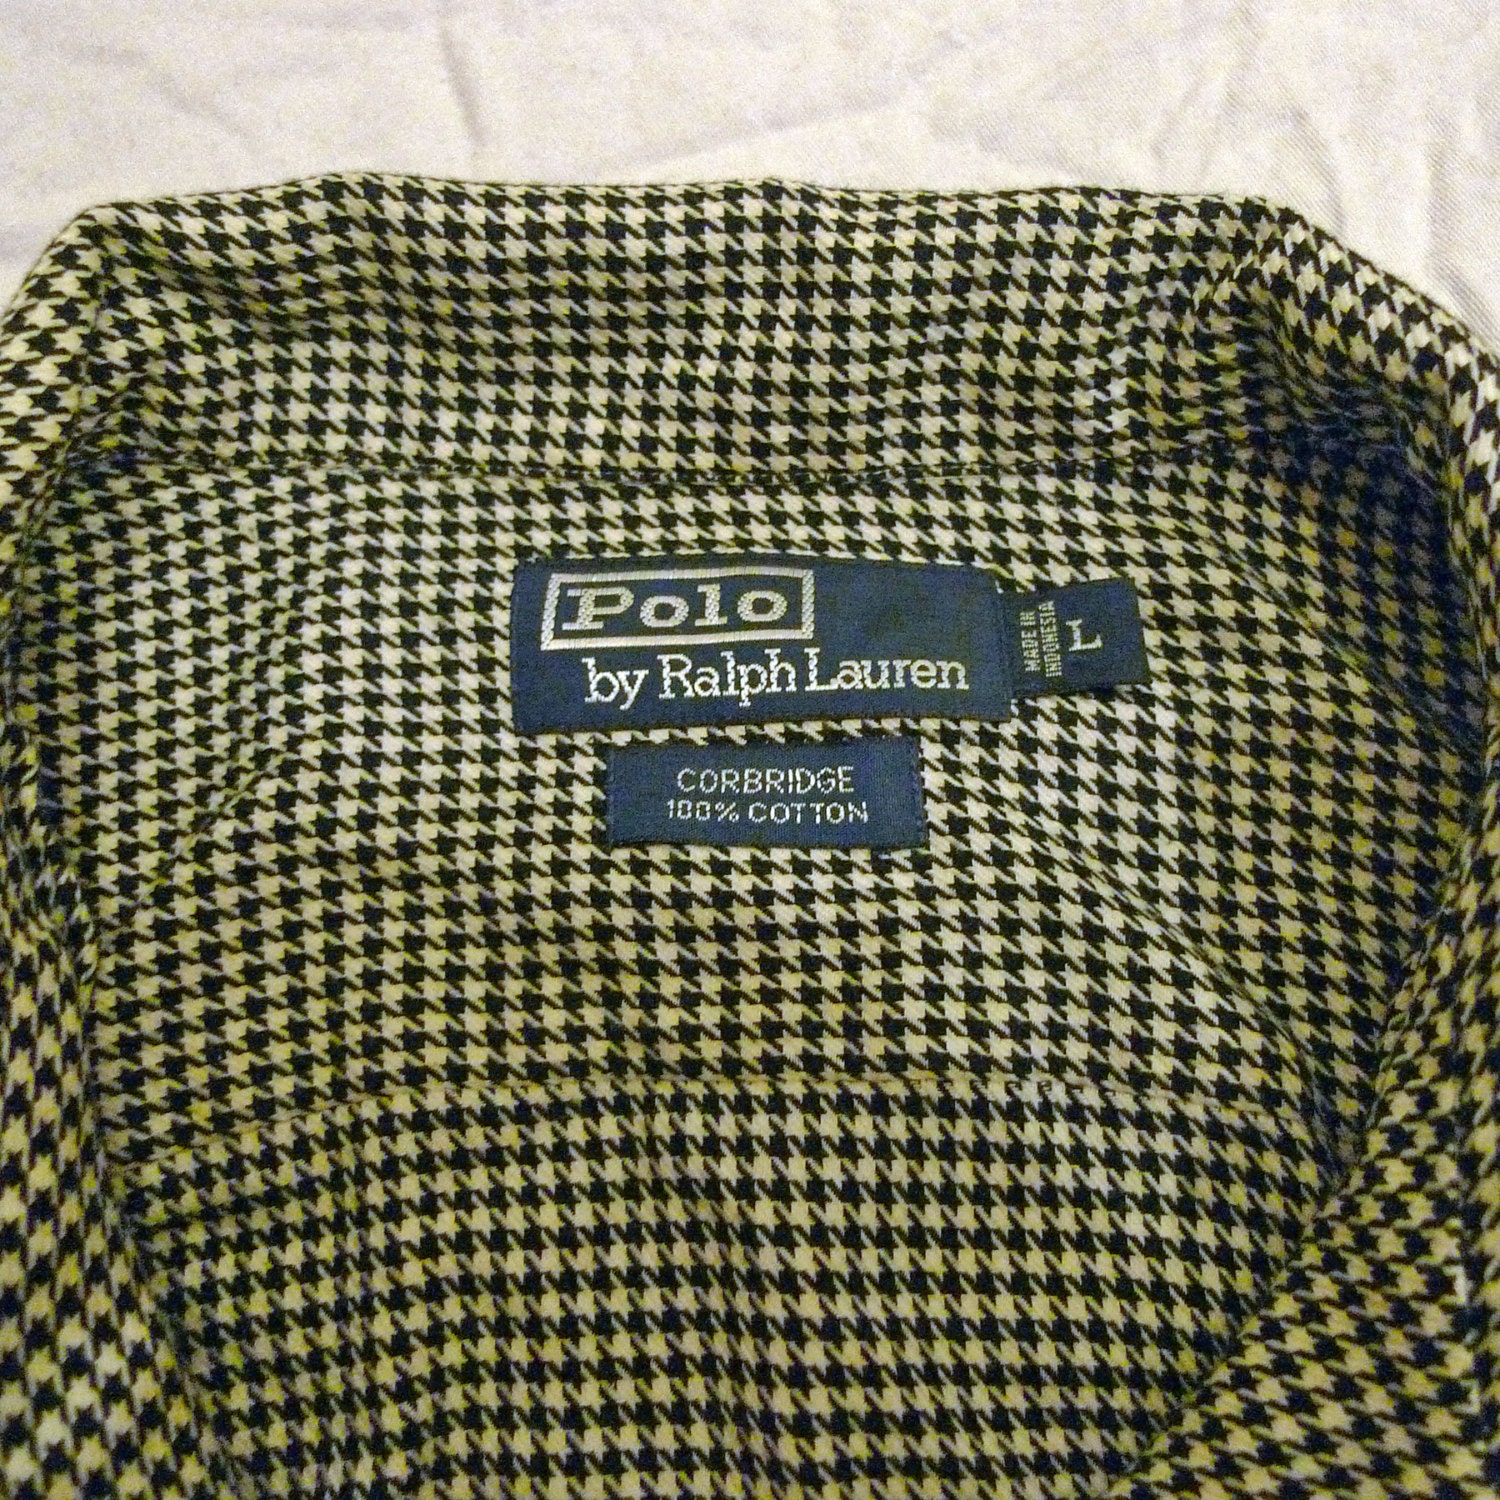 Polo
by Ralph Lauren
MADE IN
INDONESIA
L
CORBRIDGE
100% COTTON